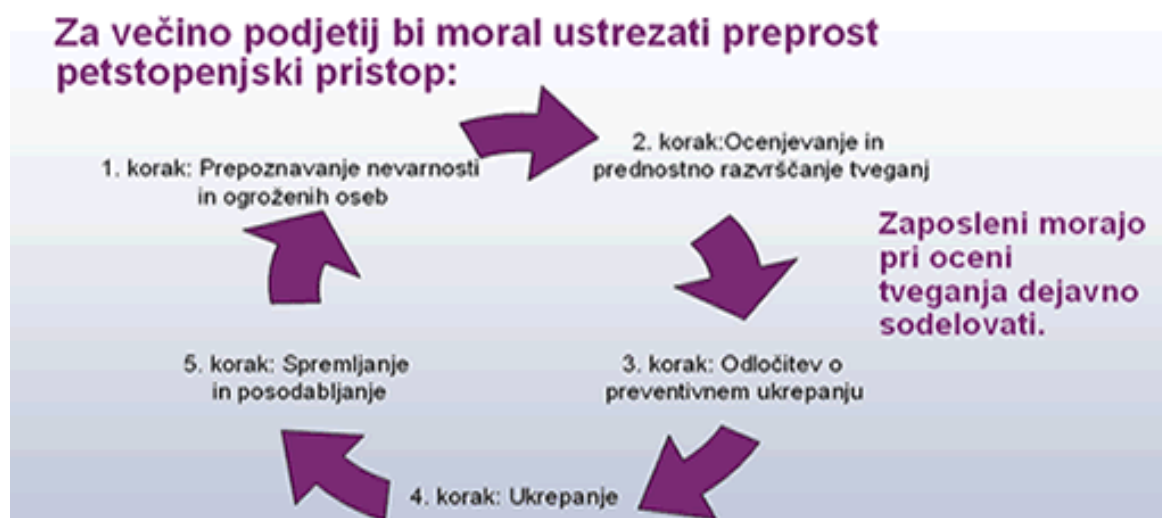 Za večino podjetij bi moral ustrezati preprost
petstopenjski pristop:
1. korak: Prepoznavanje nevarnosti
in ogroženih oseb
2. korak:Ocenjevanje in
prednostno razvrščanje tveganj
Zaposleni morajo
pri oceni
tveganja dejavno
sodelovati.
3. korak: Odločitev o
preventivnem ukrepanju
4. korak: Ukrepanje
5. korak: Spremljanje
in posodabljanje